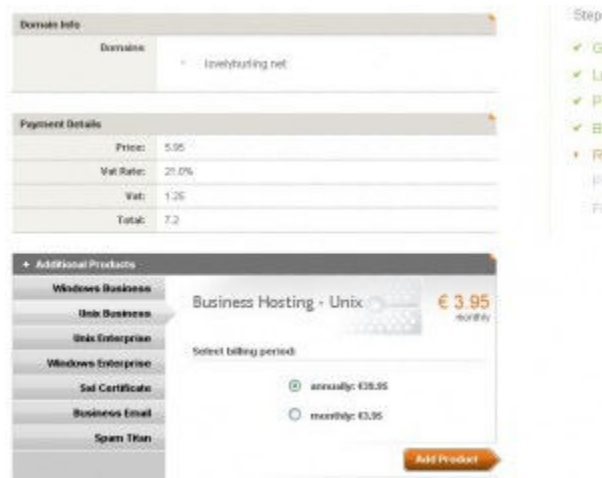 Domain Info
Domains
lovelyhurling.net
Payment Details
Price: 5.95
Vat Rate: 21.0%
Vat: 1.25
Total: 7.2
+ Additional Products
Windows Business
Unix Business
Unix Enterprise
Windows Enterprise
Ssl Certificate
Business Email
Spam Titan
Business Hosting - Unix
€ 3.95
monthly
Select billing period:
annually: €39.95
monthly: €3.95
Add Product
Step
G
L
P
B
R
P
F